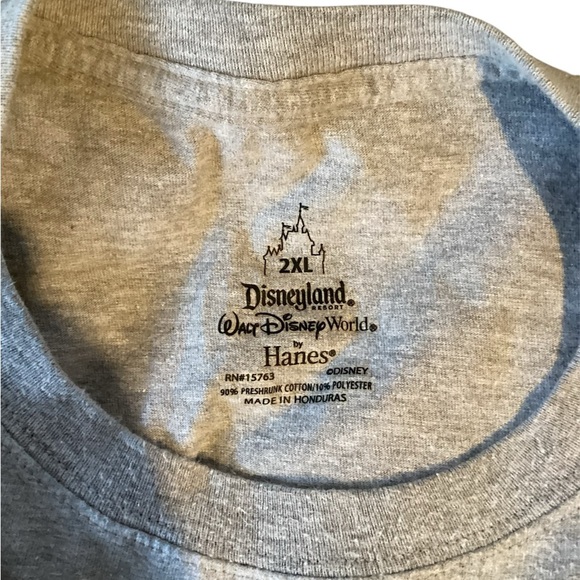 2XL
Disneyland®
RESORT
Walt Disney World®
by
Hanes®
RN#15763 ©DISNEY
90% PRESHRUNK COTTON/10% POLYESTER
MADE IN HONDURAS